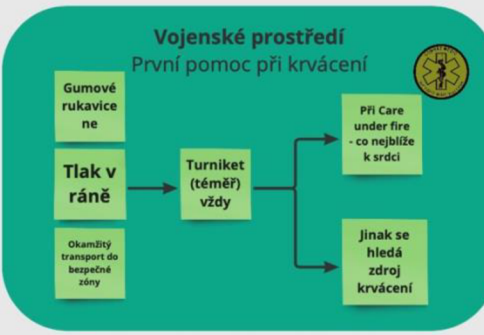 Vojenské prostředí
První pomoc při krvácení
Gumové
rukavice
ne
Tlak v
ráně
Okamžitý
transport do
bezpečné
zóny
Turniket
(téměř)
vždy
Při Care
under fire
- co nejblíže
k srdci
Jinak se
hledá
zdroj
krvácení